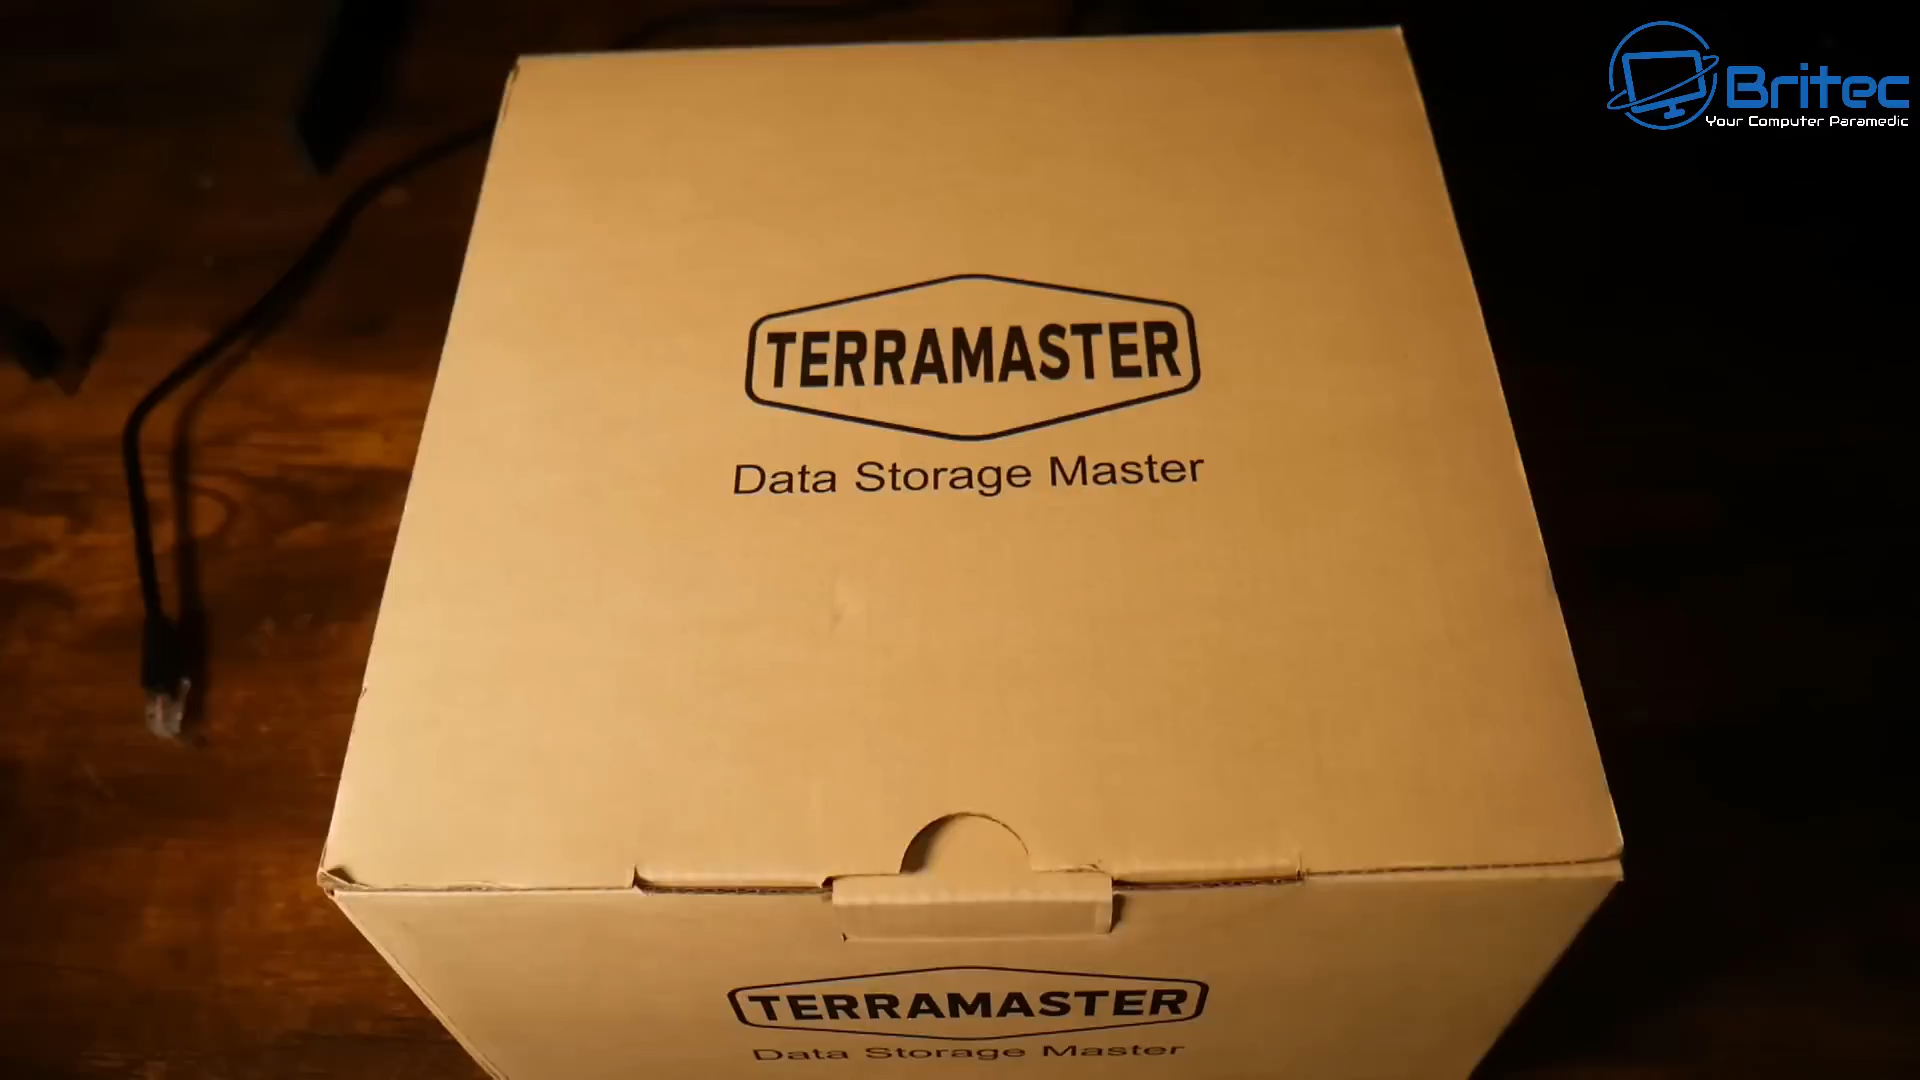 Britec
Your Computer Paramedic
TERRAMASTER
Data Storage Master
TERRAMASTER
Data Storage Master